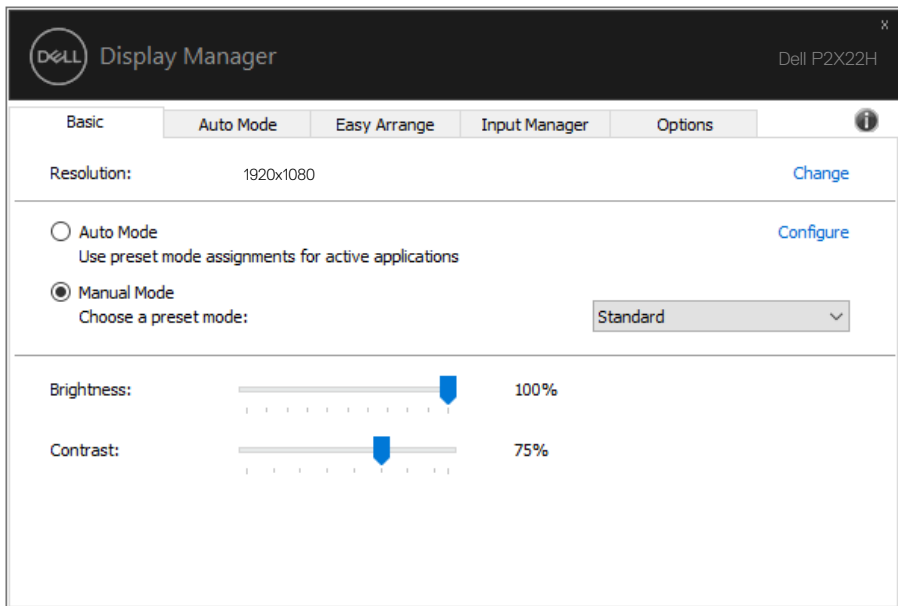 x
DELL Display Manager
Dell P2X22H
Basic Auto Mode Easy Arrange Input Manager Options i
Resolution: 1920x1080 Change
Auto Mode Configure
Use preset mode assignments for active applications
Manual Mode
Choose a preset mode: Standard
Brightness: 100%
Contrast: 75%